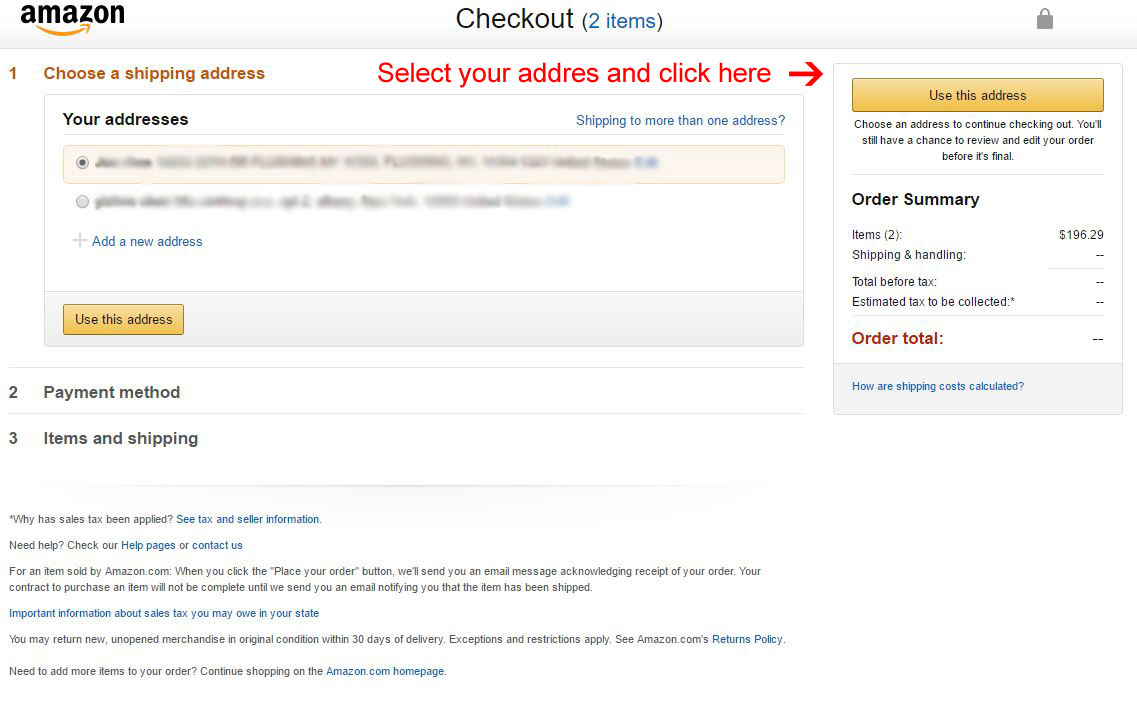 amazon
Checkout (2 items)
1 Choose a shipping address
Select your addres and click here
Your addresses
Shipping to more than one address?
Add a new address
Use this address
2 Payment method
3 Items and shipping
Use this address
Choose an address to continue checking out. You'll
still have a chance to review and edit your order
before it's final.
Order Summary
Items (2): $196.29
Shipping & handling: --
Total before tax: --
Estimated tax to be collected:* --
Order total: --
How are shipping costs calculated?
*Why has sales tax been applied? See tax and seller information.
Need help? Check our Help pages or contact us
For an item sold by Amazon.com: When you click the "Place your order" button, we'll send you an email message acknowledging receipt of your order. Your
contract to purchase an item will not be complete until we send you an email notifying you that the item has been shipped.
Important information about sales tax you may owe in your state
You may return new, unopened merchandise in original condition within 30 days of delivery. Exceptions and restrictions apply. See Amazon.com's Returns Policy.
Need to add more items to your order? Continue shopping on the Amazon.com homepage.